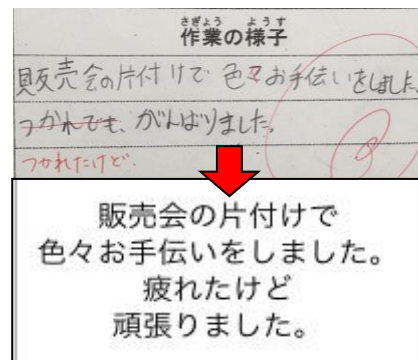 さぎょう ようす
作業の様子
販売会の片付けで 色々お手伝いをしました。
つかれでも、がんばりました。
つかれたけど、
販売会の片付けで
色々お手伝いをしました。
疲れたけど
頑張りました。